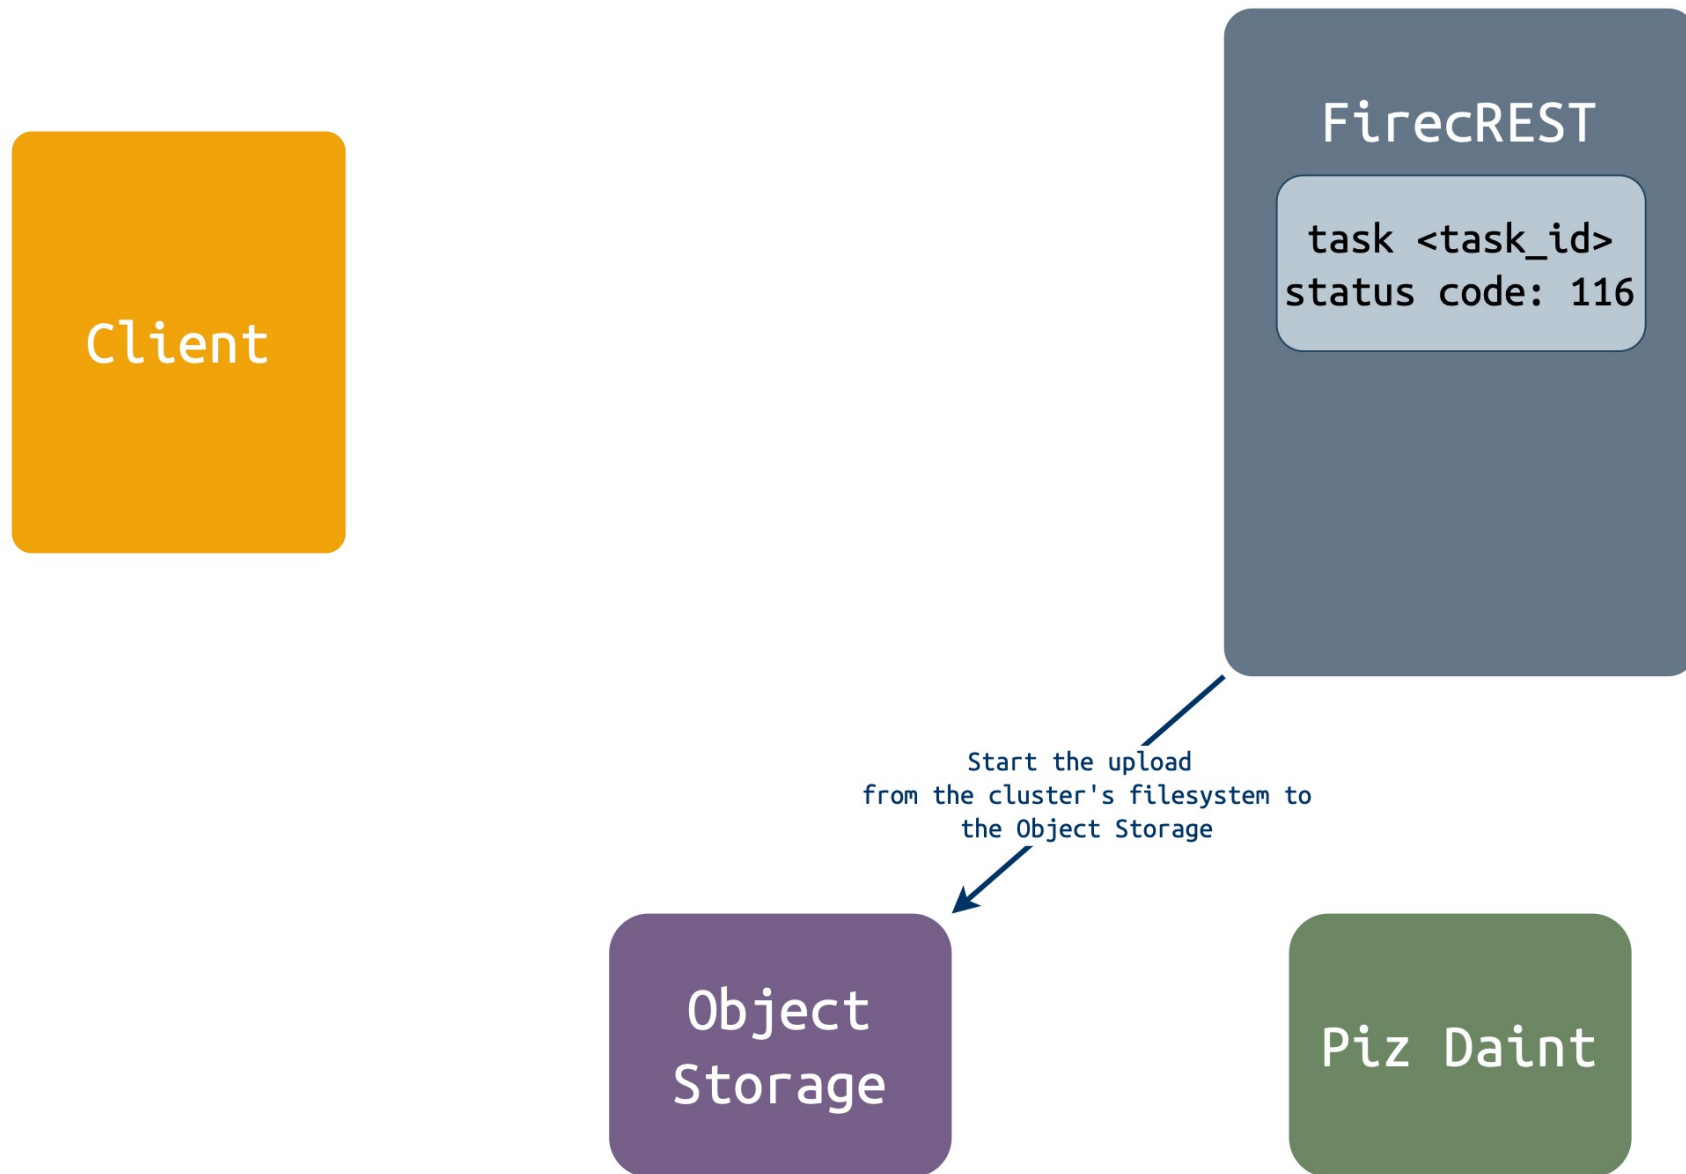 FirecREST
task <task_id>
status code: 116
Client
Start the upload
from the cluster's filesystem to
the Object Storage
Object
Storage
Piz Daint